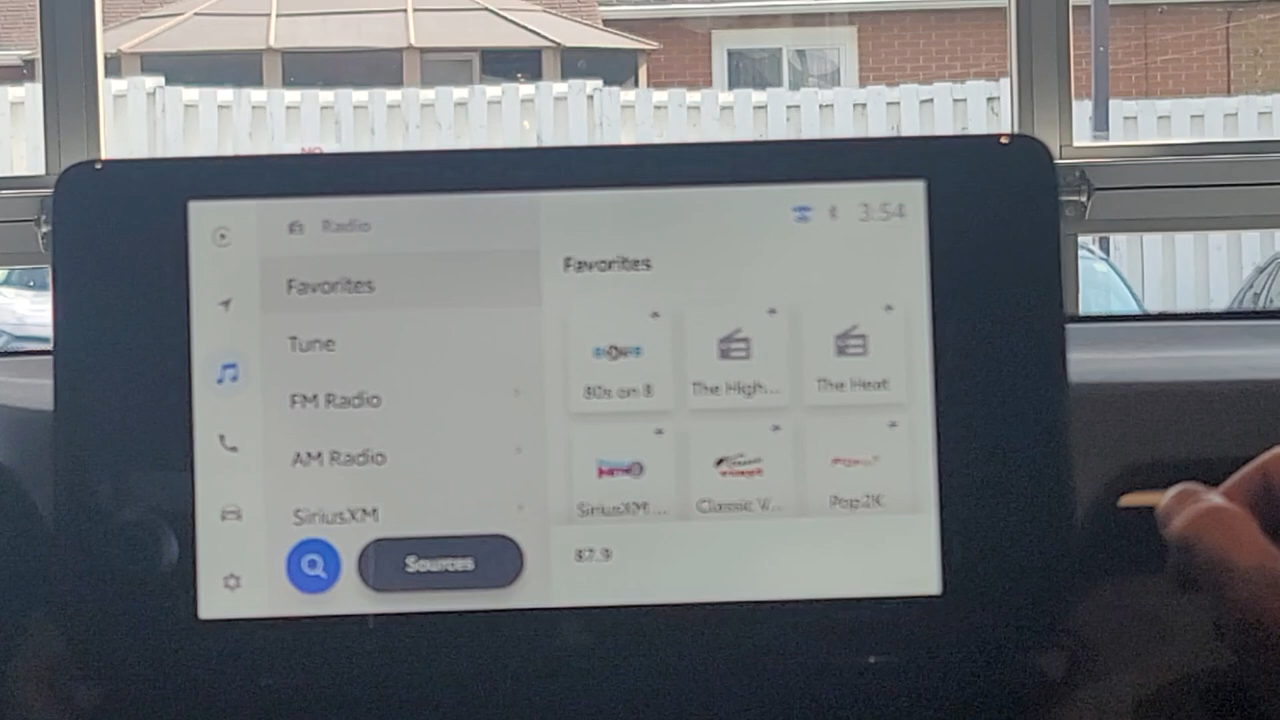 NO
Radio
3:54
Favorites
Tune
FM Radio
AM Radio
SiriusXM
Sources
Favorites
80s on 8
The High...
The Heat
SiriusXM ...
Classic V...
Pop2K
87.9